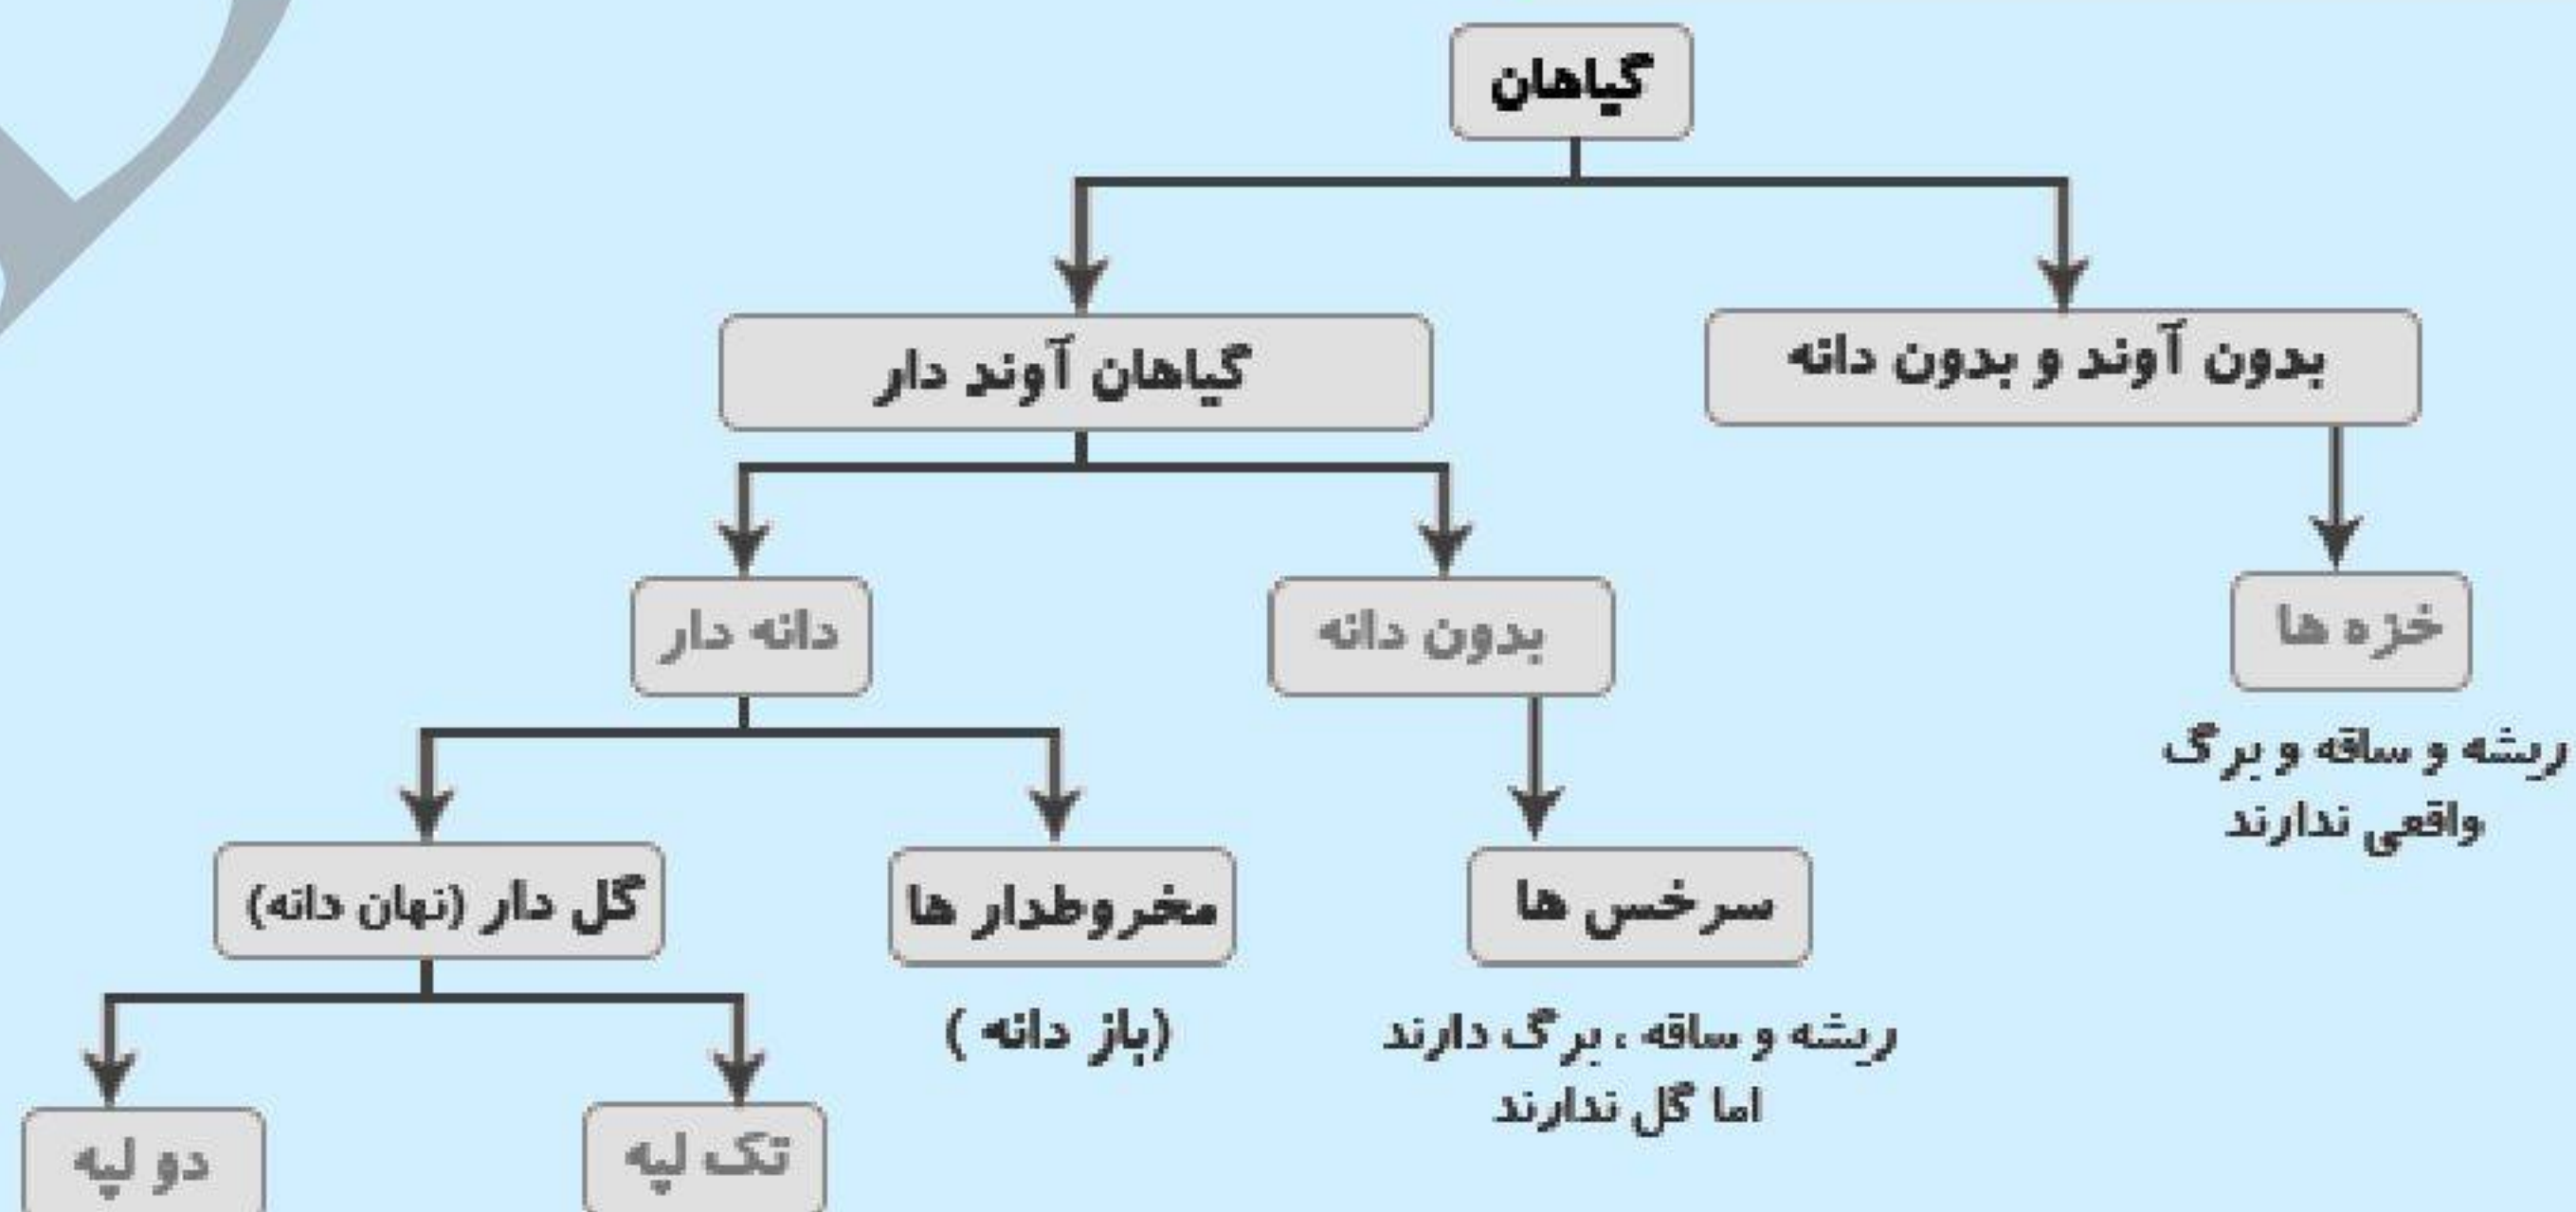 گیاهان
بدون آوند و بدون دانه
گیاهان آوند دار
خزه ها
ریشه و ساقه و برگ
واقعی ندارند
بدون دانه
دانه دار
سرخس ها
ریشه و ساقه ، برگ دارند
اما گل ندارند
مخروطدار ها
(باز دانه )
گل دار (نهان دانه)
تک لپه
دو لپه